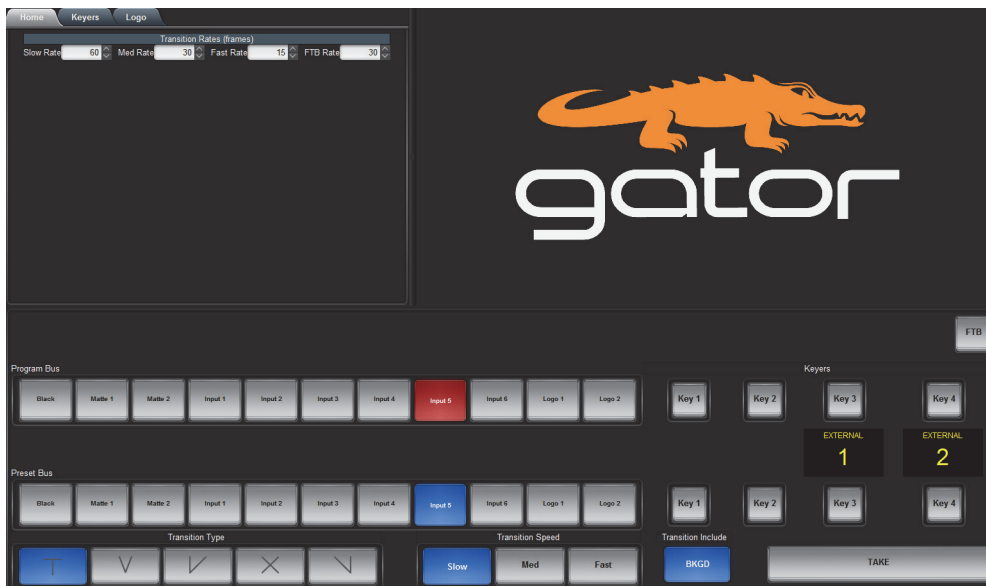 Home Keyers Logo
Transition Rates (frames)
Slow Rate 60 Med Rate 30 Fast Rate 15 FTB Rate 30
gator
FTB
Program Bus Keyers
Black Matte 1 Matte 2 Input 1 Input 2 Input 3 Input 4 Input 5 Input 6 Logo 1 Logo 2 Key 1 Key 2 Key 3 Key 4
EXTERNAL EXTERNAL
1 2
Preset Bus
Black Matte 1 Matte 2 Input 1 Input 2 Input 3 Input 4 Input 5 Input 6 Logo 1 Logo 2 Key 1 Key 2 Key 3 Key 4
Transition Type Transition Speed Transition Include
Slow Med Fast BKGD TAKE